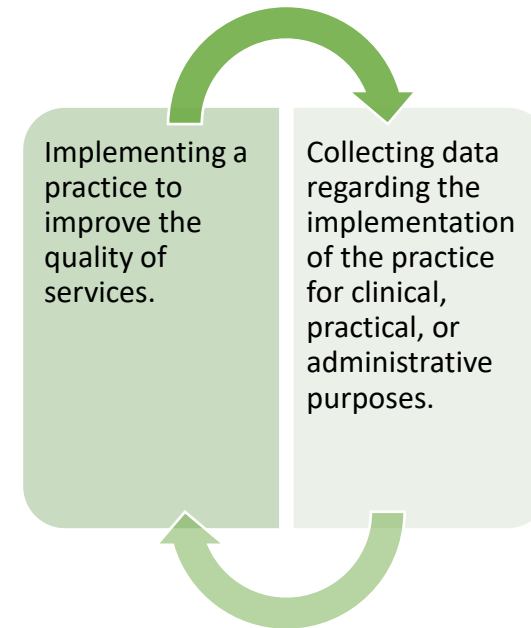 Implementing a
practice to
improve the
quality of
services.
Collecting data
regarding the
implementation
of the practice
for clinical,
practical, or
administrative
purposes.